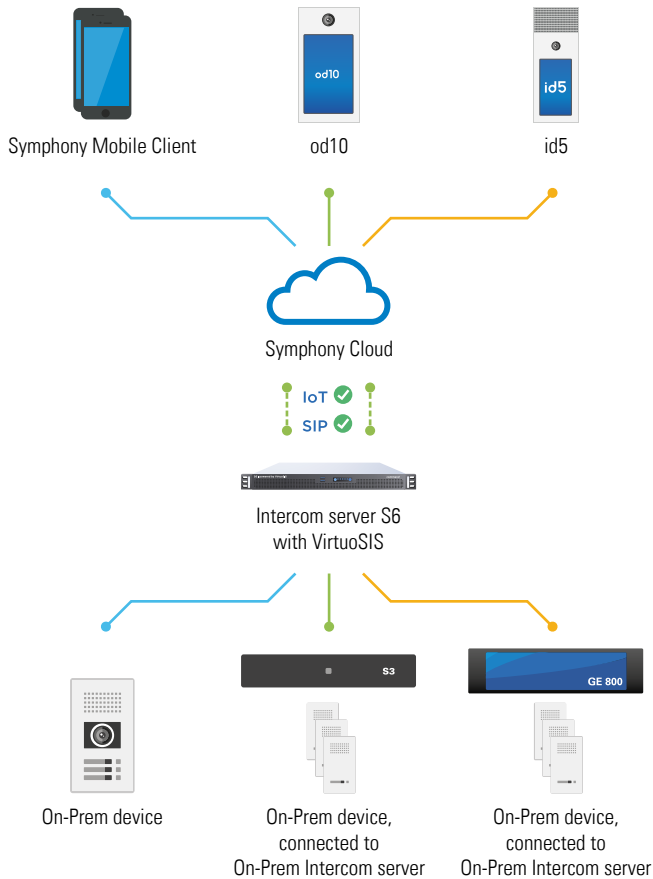 od10
id5
Symphony Mobile Client
od10
id5
Symphony Cloud
IoT
SIP
Intercom server S6
with VirtuoSIS
S3
GE 800
On-Prem device
On-Prem device,
connected to
On-Prem Intercom server
On-Prem device,
connected to
On-Prem Intercom server